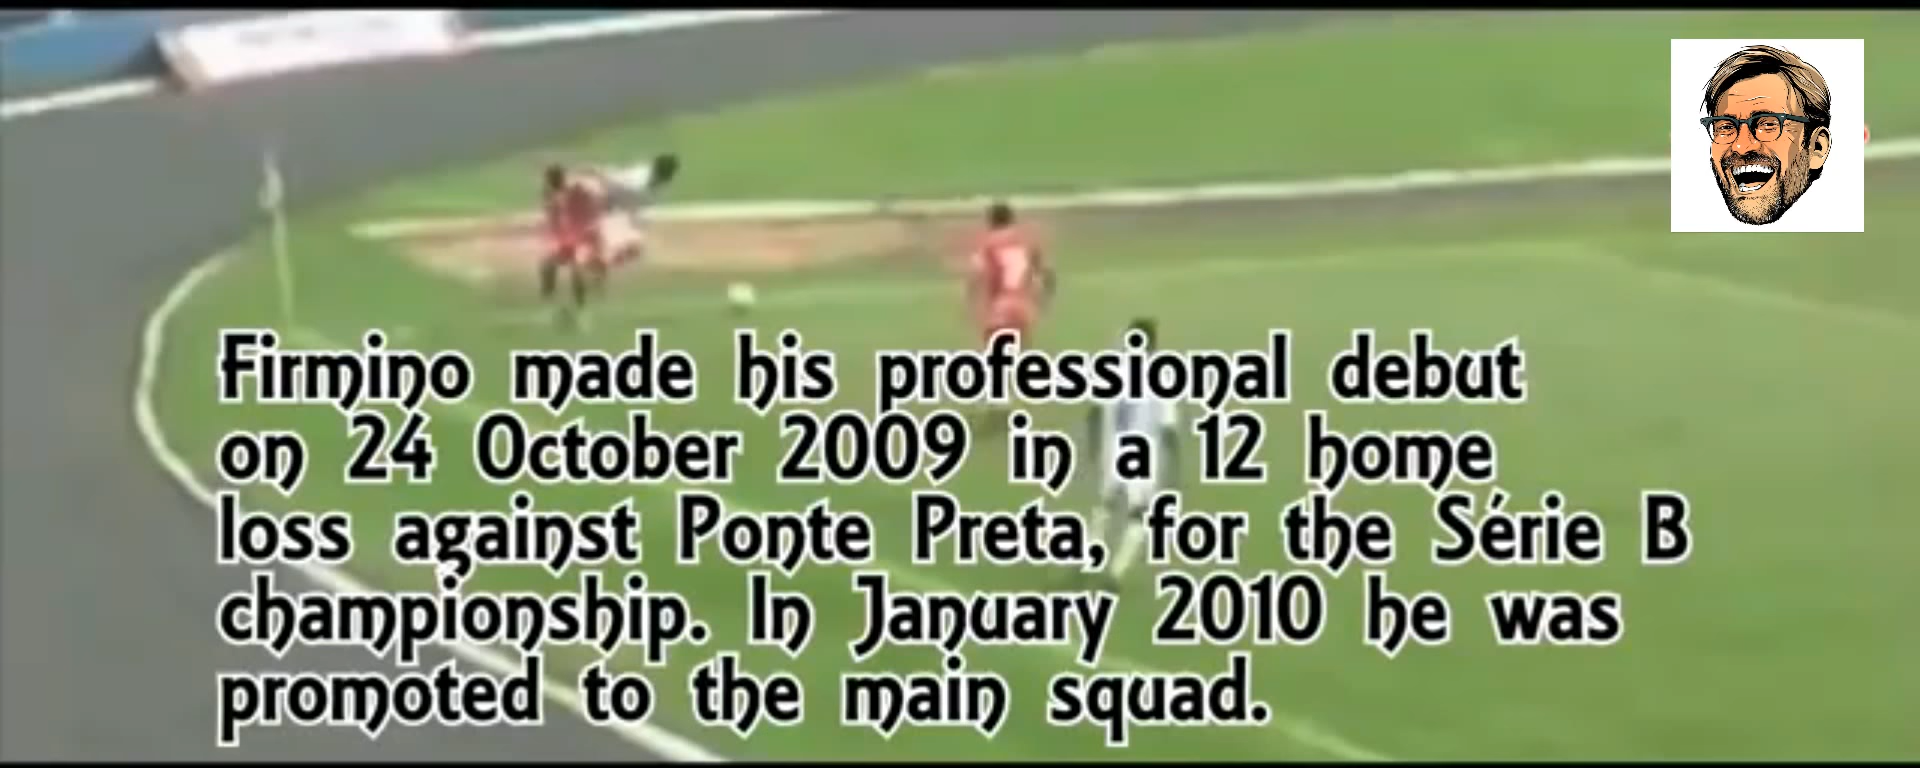 Firmino made his professional debut
on 24 October 2009 in a 12 home
loss against Ponte Preta, for the Série B
championship. In January 2010 he was
promoted to the main squad.